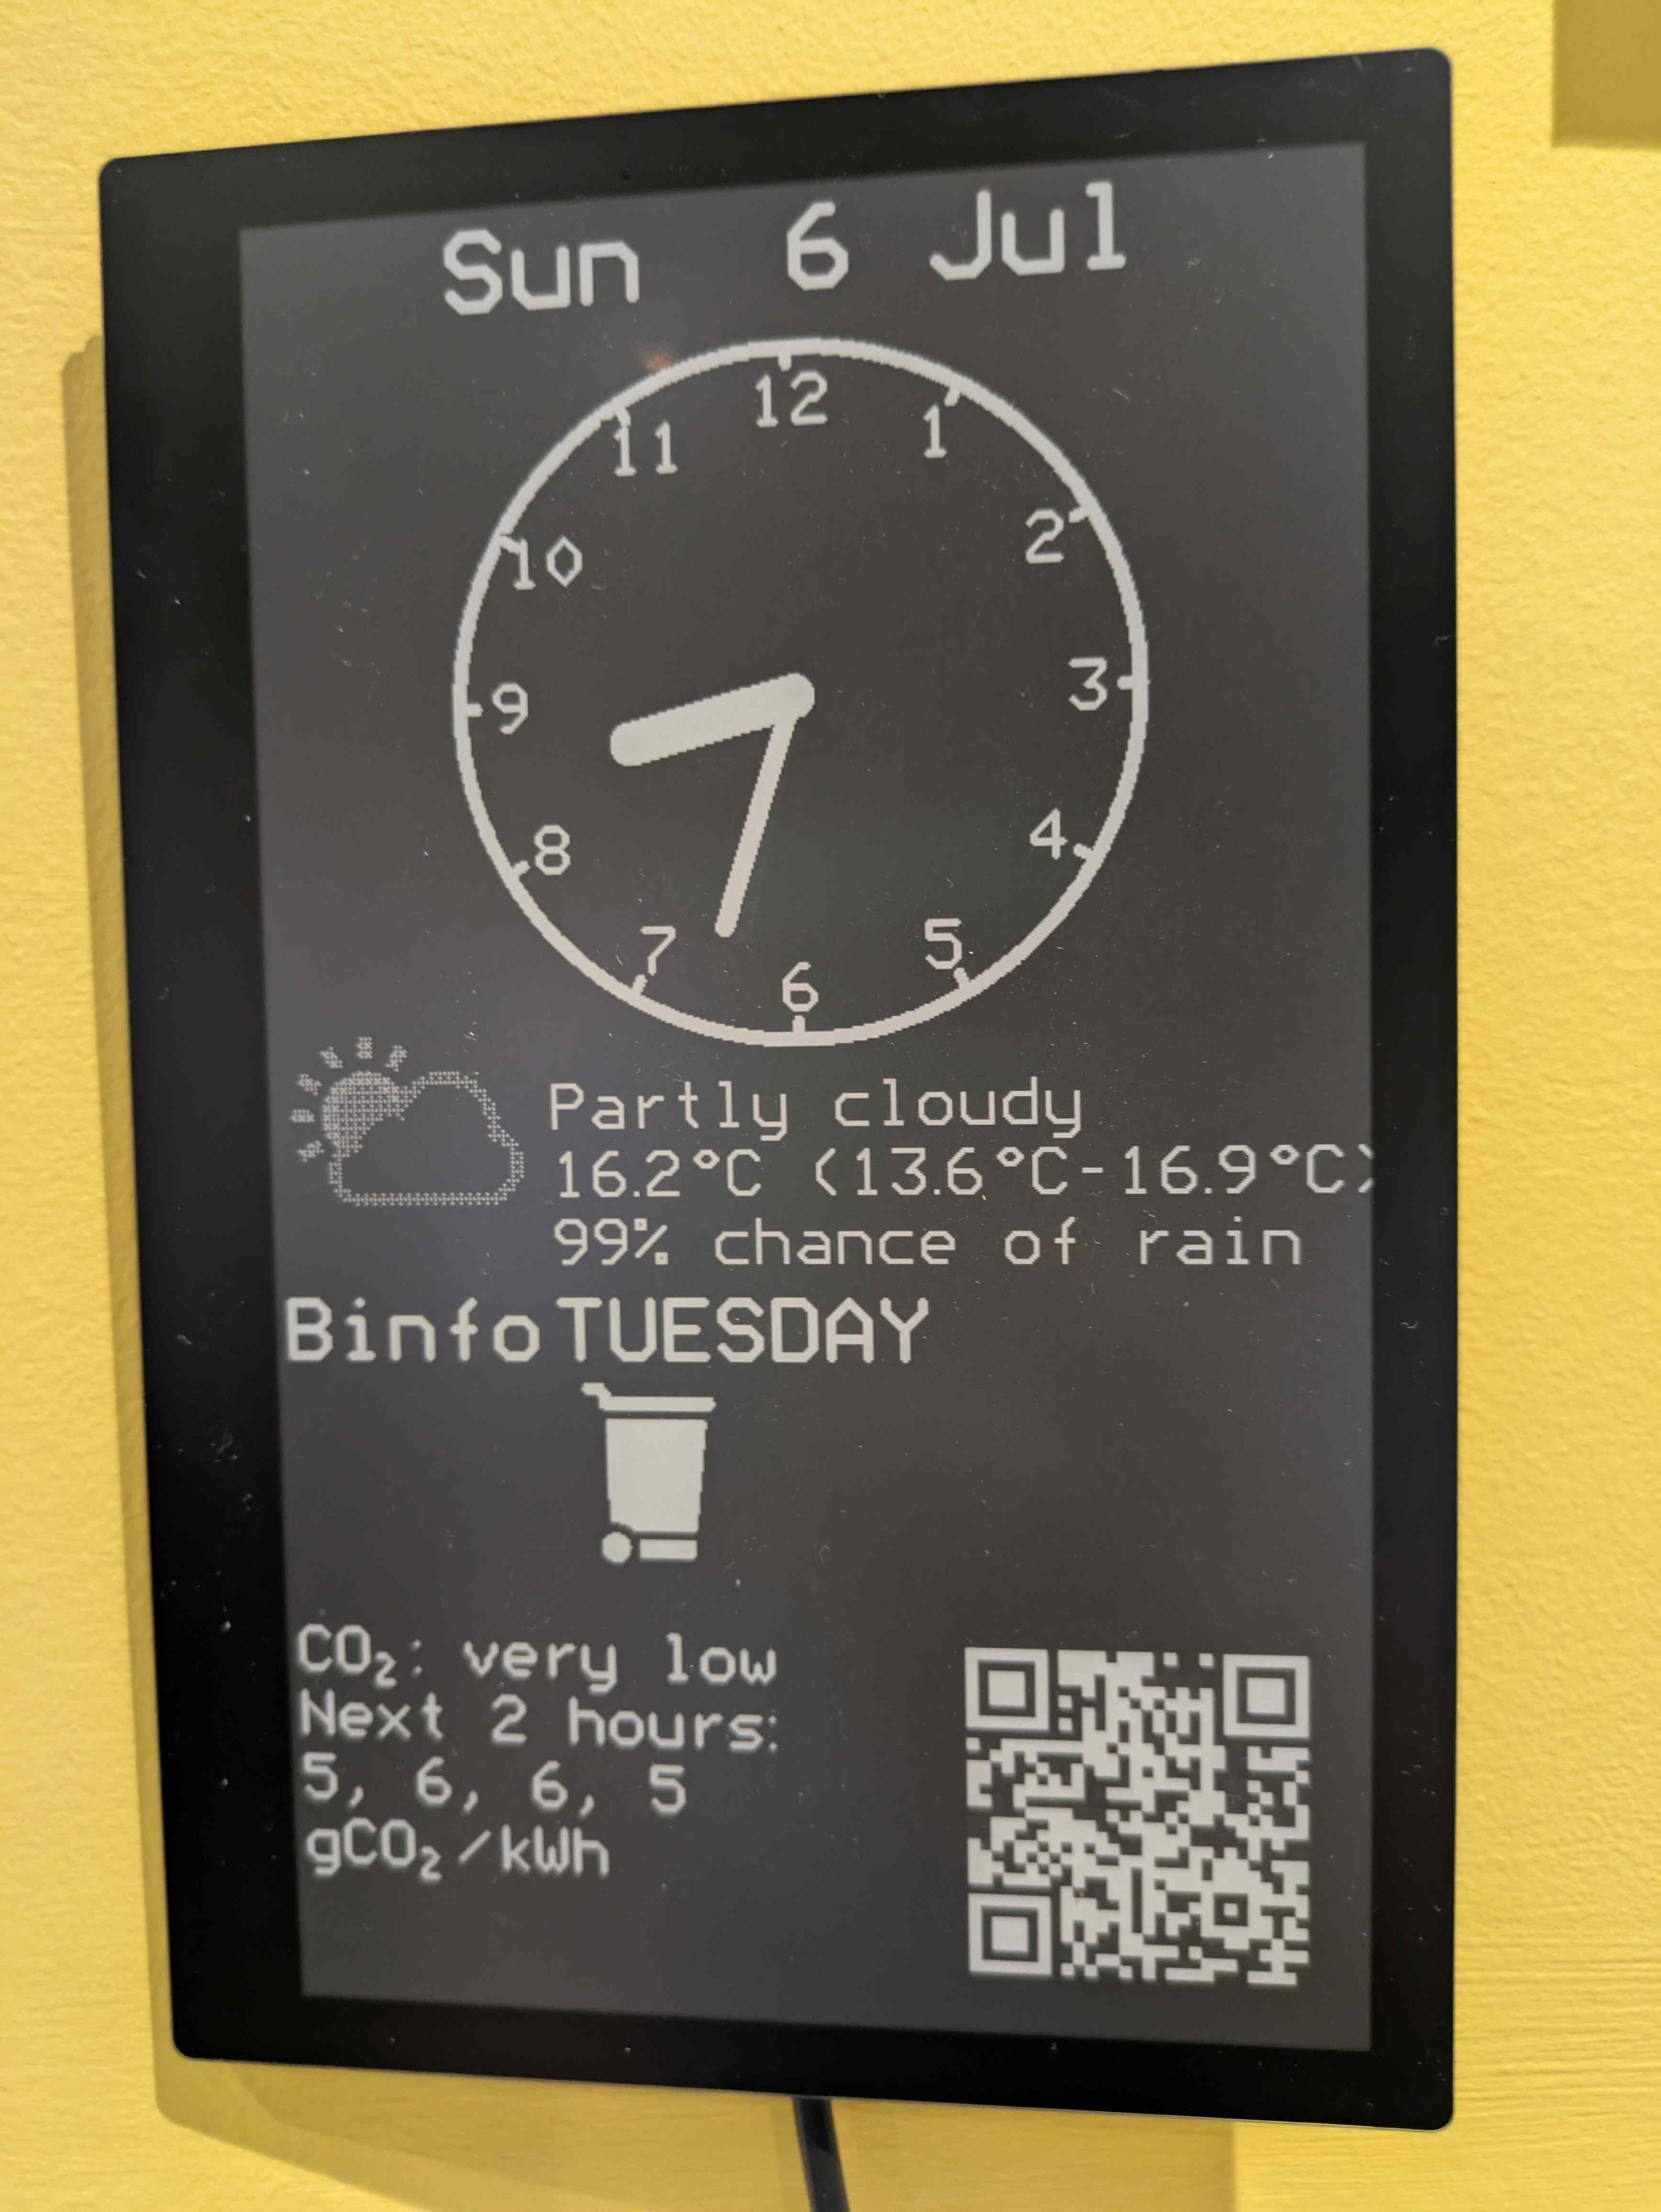 Sun 6 Jul
12
11 1
10 2
9 3
8 4
7 5
6
Partly cloudy
16.2°C (13.6°C-16.9°C)
99% chance of rain
Binfo TUESDAY
CO₂: very low
Next 2 hours:
5, 6, 6, 5
gCO₂/kWh